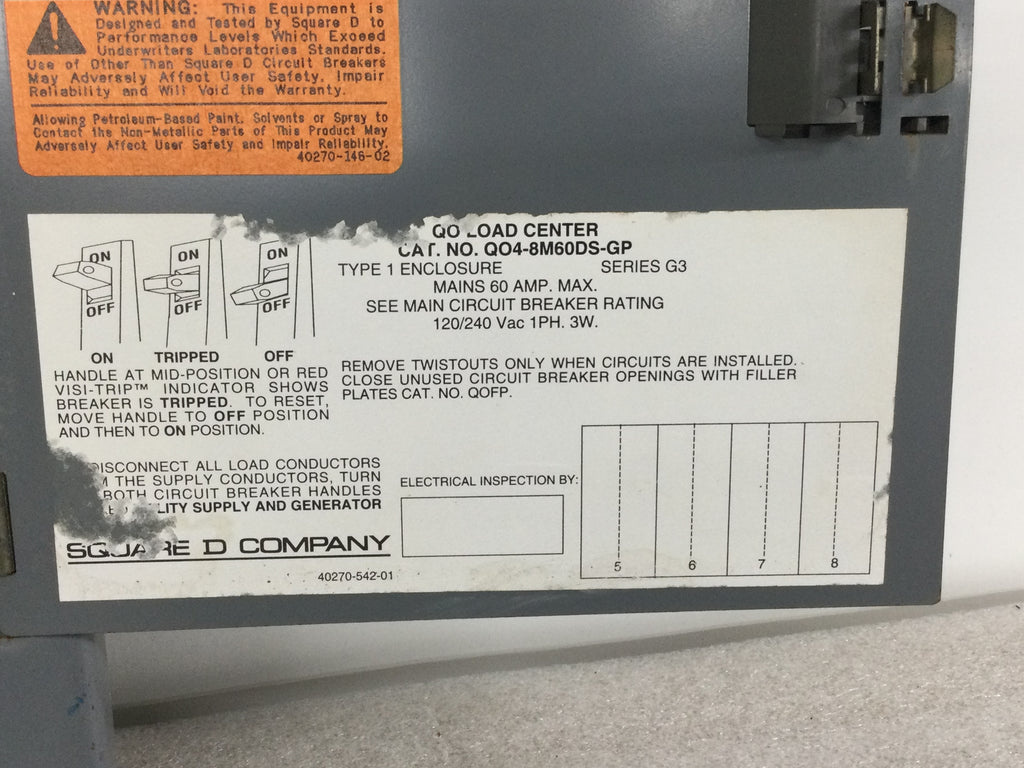 WARNING: This Equipment is
Designed and Tested by Square D to
Performance Levels Which Exceed
Underwriters Laboratories Standards.
Use of Other Than Square D Circuit Breakers
May Adversely Affect User Safety, Impair
Reliability and Will Void the Warranty.
Allowing Petroleum-Based Paint, Solvents or Spray to
Contact the Non-Metallic Parts of This Product May
Adversely Affect User Safety and Impair Reliability.
40270-146-02
QO LOAD CENTER
CAT. NO. QO4-8M60DS-GP
TYPE 1 ENCLOSURE SERIES G3
MAINS 60 AMP. MAX.
SEE MAIN CIRCUIT BREAKER RATING
120/240 Vac 1PH. 3W.
ON ON ON
OFF OFF OFF
ON TRIPPED OFF
HANDLE AT MID-POSITION OR RED
VISI-TRIP™ INDICATOR SHOWS
BREAKER IS TRIPPED. TO RESET,
MOVE HANDLE TO OFF POSITION
AND THEN TO ON POSITION.
REMOVE TWISTOUTS ONLY WHEN CIRCUITS ARE INSTALLED.
CLOSE UNUSED CIRCUIT BREAKER OPENINGS WITH FILLER
PLATES CAT. NO. QOFP.
DISCONNECT ALL LOAD CONDUCTORS
THE SUPPLY CONDUCTORS, TURN
BOTH CIRCUIT BREAKER HANDLES
SUPPLY AND GENERATOR
SQUARE D COMPANY
40270-542-01
ELECTRICAL INSPECTION BY:
5 6 7 8